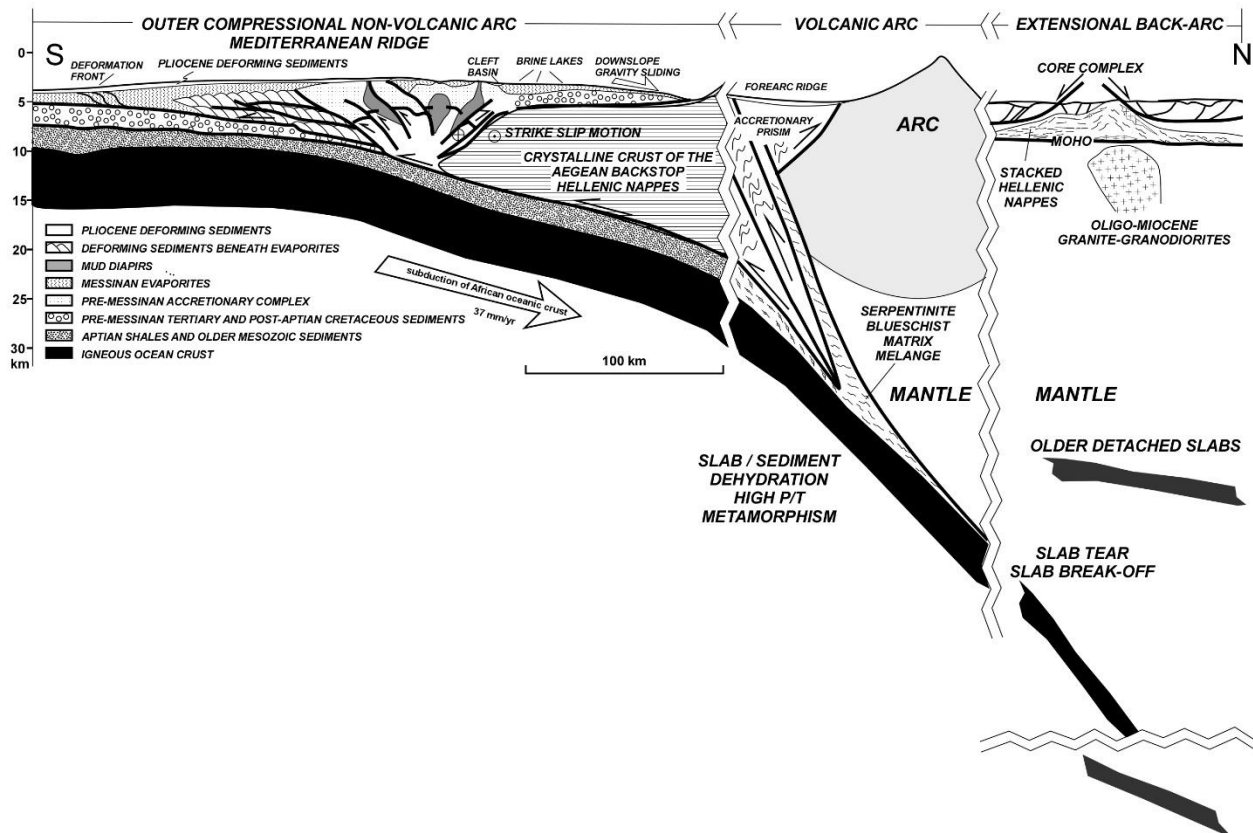 OUTER COMPRESSIONAL NON-VOLCANIC ARC
MEDITERRANEAN RIDGE
VOLCANIC ARC
EXTENSIONAL BACK-ARC
S
N
0
5
10
15
20
25
30
km
DEFORMATION
FRONT
PLIOCENE DEFORMING SEDIMENTS
CLEFT
BASIN
BRINE LAKES
DOWNSLOPE
GRAVITY SLIDING
STRIKE SLIP MOTION
CRYSTALLINE CRUST OF THE
AEGEAN BACKSTOP
HELLENIC NAPPES
FOREARC RIDGE
ACCRETIONARY
PRISIM
ARC
CORE COMPLEX
MOHO
STACKED
HELLENIC
NAPPES
OLIGO-MIOCENE
GRANITE-GRANODIORITES
PLIOCENE DEFORMING SEDIMENTS
DEFORMING SEDIMENTS BENEATH EVAPORITES
MUD DIAPIRS
MESSINAN EVAPORITES
PRE-MESSINAN ACCRETIONARY COMPLEX
PRE-MESSINAN TERTIARY AND POST-APTIAN CRETACEOUS SEDIMENTS
APTIAN SHALES AND OLDER MESOZOIC SEDIMENTS
IGNEOUS OCEAN CRUST
subduction of African oceanic crust
37 mm/yr
100 km
SERPENTINITE
BLUESCHIST
MATRIX
MELANGE
MANTLE
MANTLE
SLAB / SEDIMENT
DEHYDRATION
HIGH P/T
METAMORPHISM
OLDER DETACHED SLABS
SLAB TEAR
SLAB BREAK-OFF